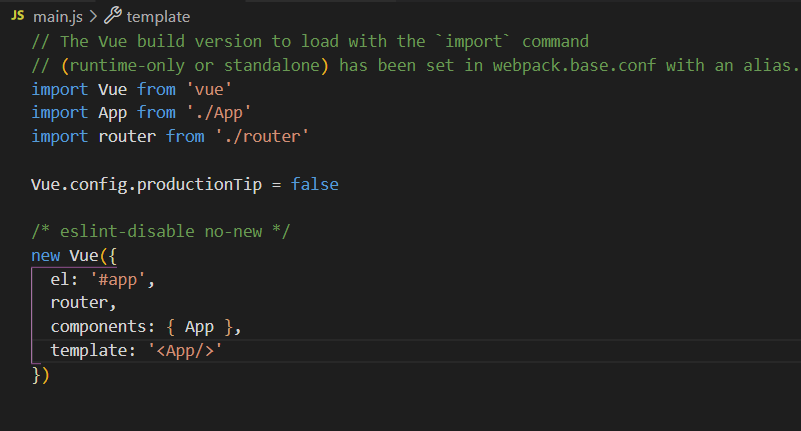 JS main.js > template
// The Vue build version to load with the `import` command
// (runtime-only or standalone) has been set in webpack.base.conf with an alias.
import Vue from 'vue'
import App from './App'
import router from './router'
Vue.config.productionTip = false
/* eslint-disable no-new */
new Vue({
  el: '#app',
  router,
  components: { App },
  template: '<App/>'
})